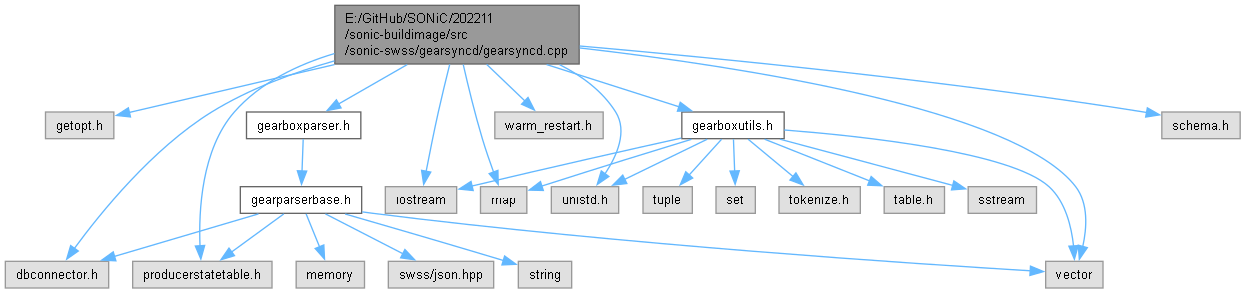 E:/GitHub/SONiC/202211
/sonic-buildimage/src
/sonic-swss/gearsyncd/gearsyncd.cpp
getopt.h
gearboxparser.h
warm_restart.h
gearboxutils.h
schema.h
gearparserbase.h
iostream
map
unistd.h
tuple
set
tokenize.h
table.h
sstream
dbconnector.h
producerstatetable.h
memory
swss/json.hpp
string
vector